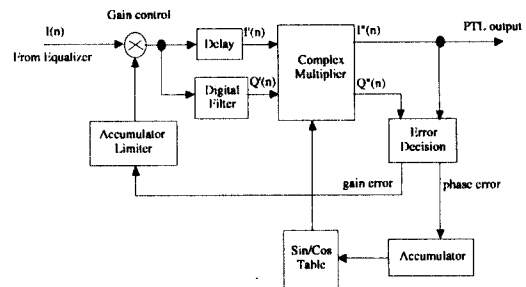 Gain control
I(n)
From Equalizer
Delay
I'(n)
Digital
Filter
Q'(n)
Complex
Multiplier
I"(n)
Q"(n)
PTL output
Accumulator
Limiter
Error
Decision
gain error
phase error
Sin/Cos
Table
Accumulator